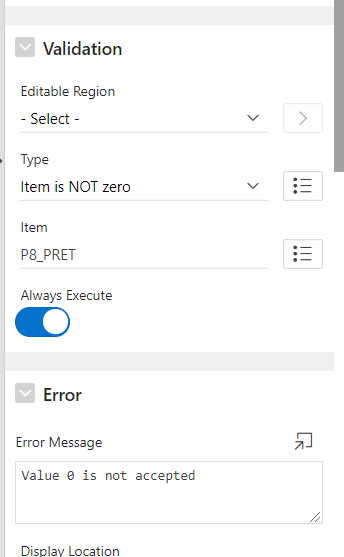 Validation
Editable Region
- Select -
Type
Item is NOT zero
Item
P8_PRET
Always Execute
Error
Error Message
Value 0 is not accepted
Display Location